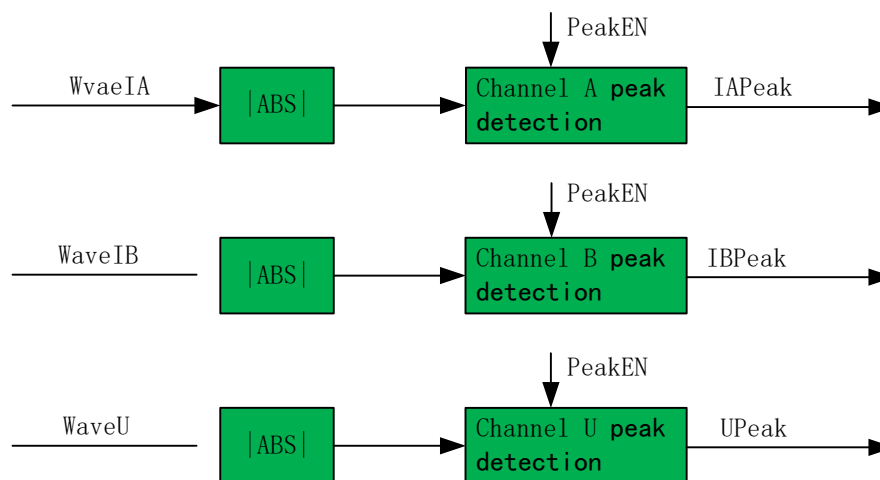 PeakEN
WvaeIA
|ABS|
Channel A peak
detection
IAPeak
PeakEN
WaveIB
|ABS|
Channel B peak
detection
IBPeak
PeakEN
WaveU
|ABS|
Channel U peak
detection
UPeak